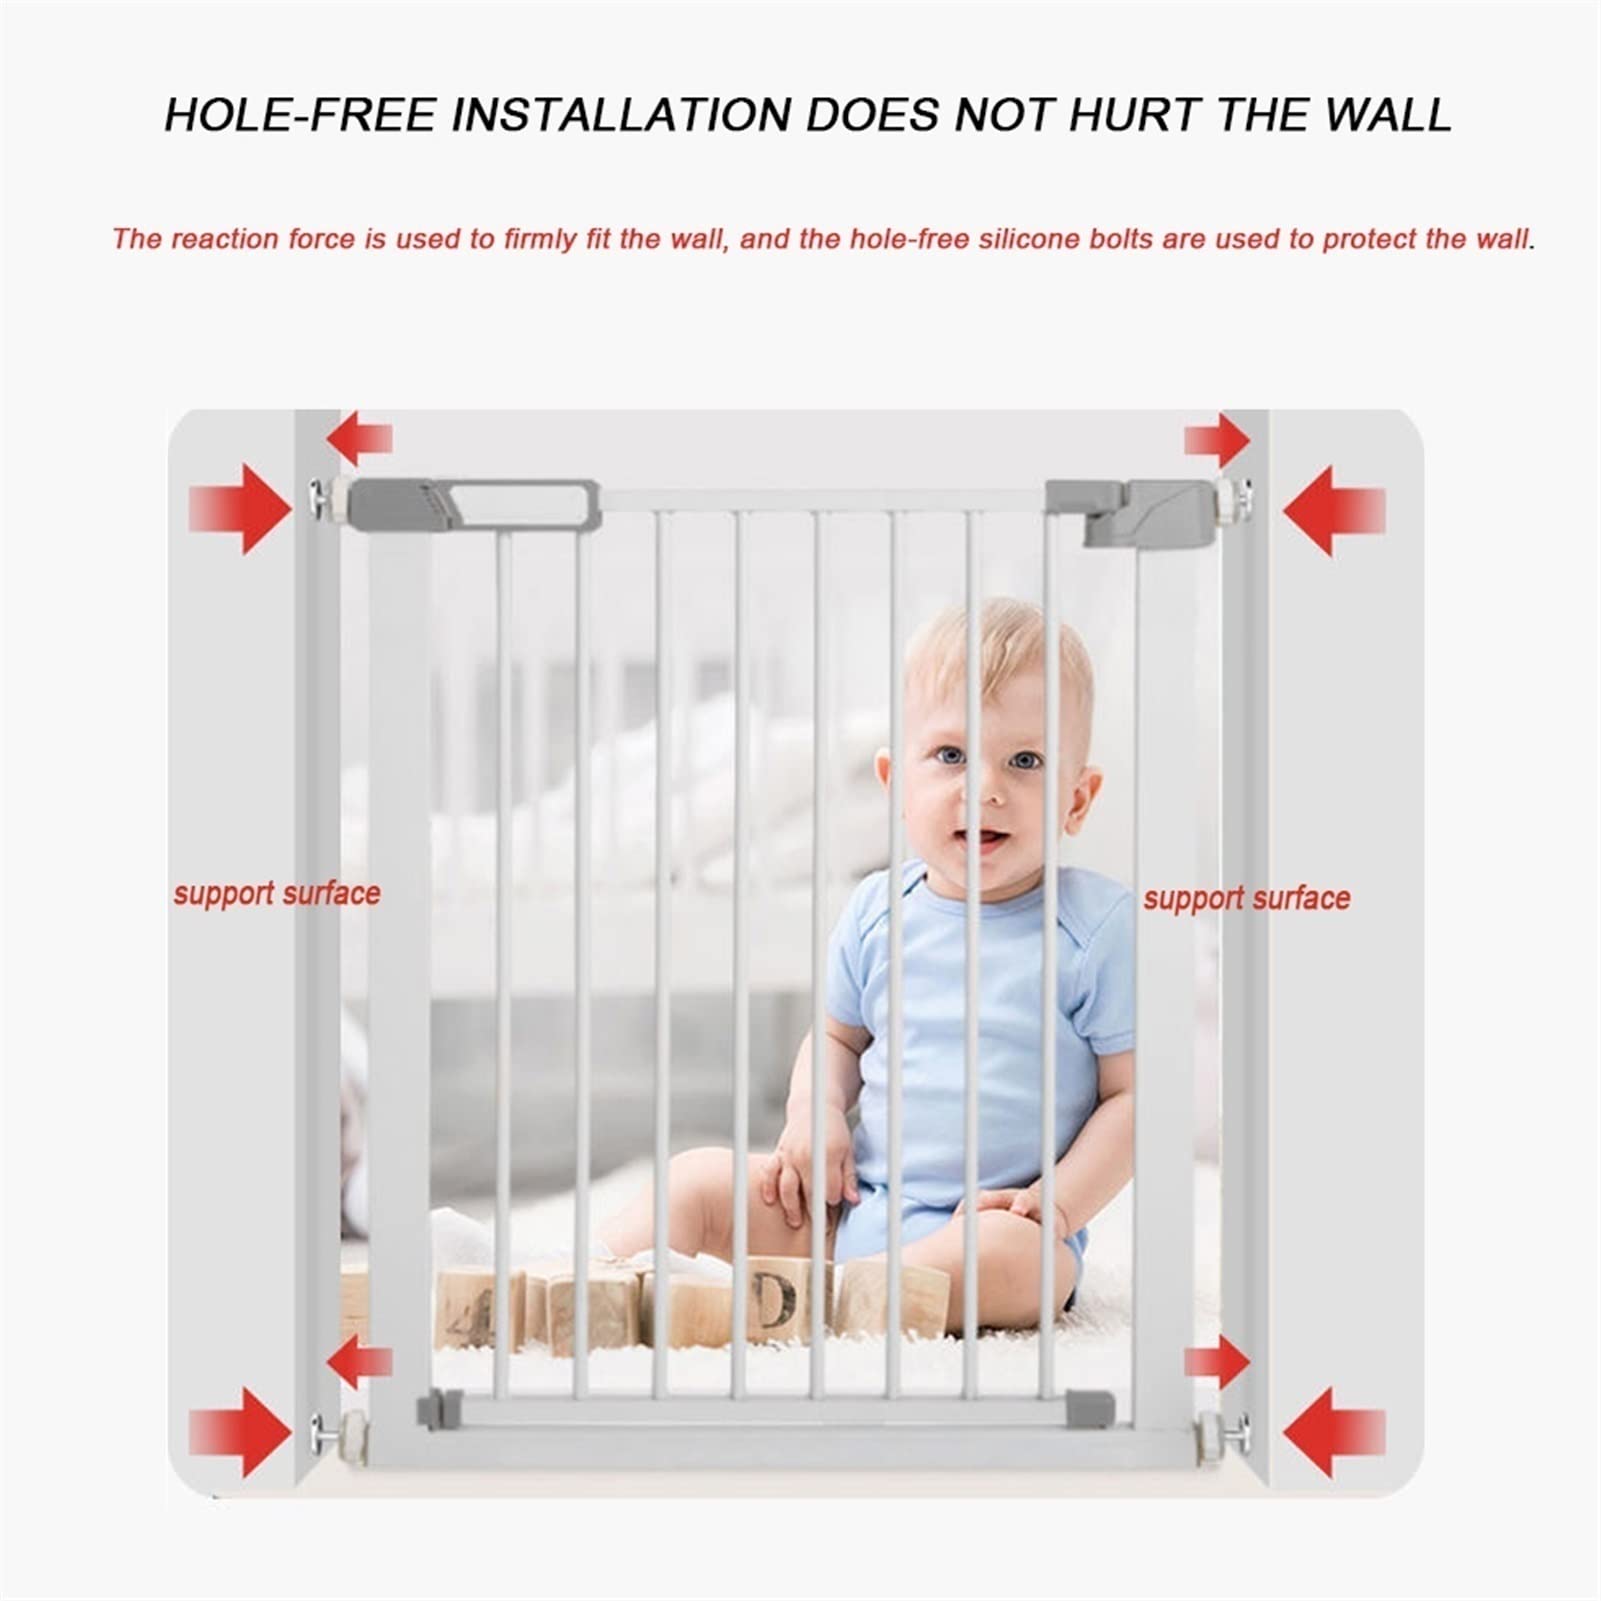 HOLE-FREE INSTALLATION DOES NOT HURT THE WALL
The reaction force is used to firmly fit the wall, and the hole-free silicone bolts are used to protect the wall.
support surface
support surface
4
D